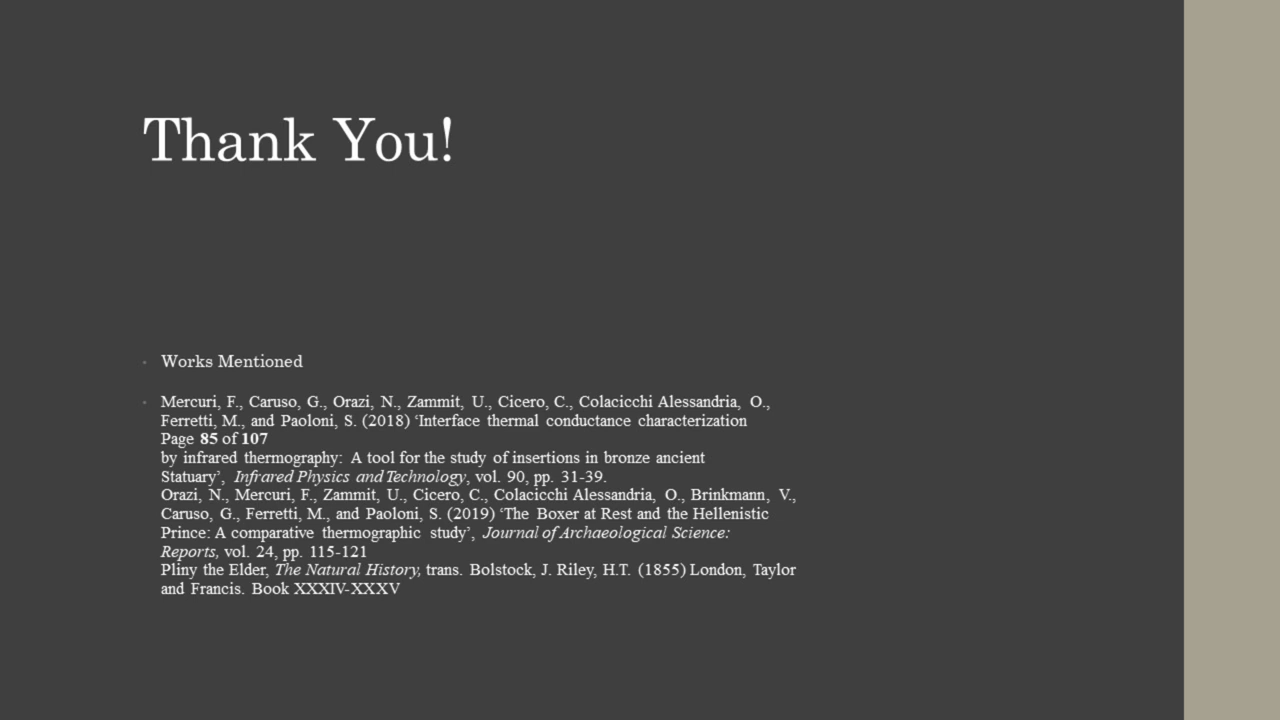 Thank You!
Works Mentioned
Mercuri, F., Caruso, G., Orazi, N., Zammit, U., Cicero, C., Colacicchi Alessandria, O.,
Ferretti, M., and Paoloni, S. (2018) ‘Interface thermal conductance characterization
Page 85 of 107
by infrared thermography: A tool for the study of insertions in bronze ancient
Statuary’, Infrared Physics and Technology, vol. 90, pp. 31-39.
Orazi, N., Mercuri, F., Zammit, U., Cicero, C., Colacicchi Alessandria, O., Brinkmann, V.,
Caruso, G., Ferretti, M., and Paoloni, S. (2019) ‘The Boxer at Rest and the Hellenistic
Prince: A comparative thermographic study’, Journal of Archaeological Science:
Reports, vol. 24, pp. 115-121
Pliny the Elder, The Natural History, trans. Bolstock, J. Riley, H.T. (1855) London, Taylor
and Francis. Book XXXIV-XXXV